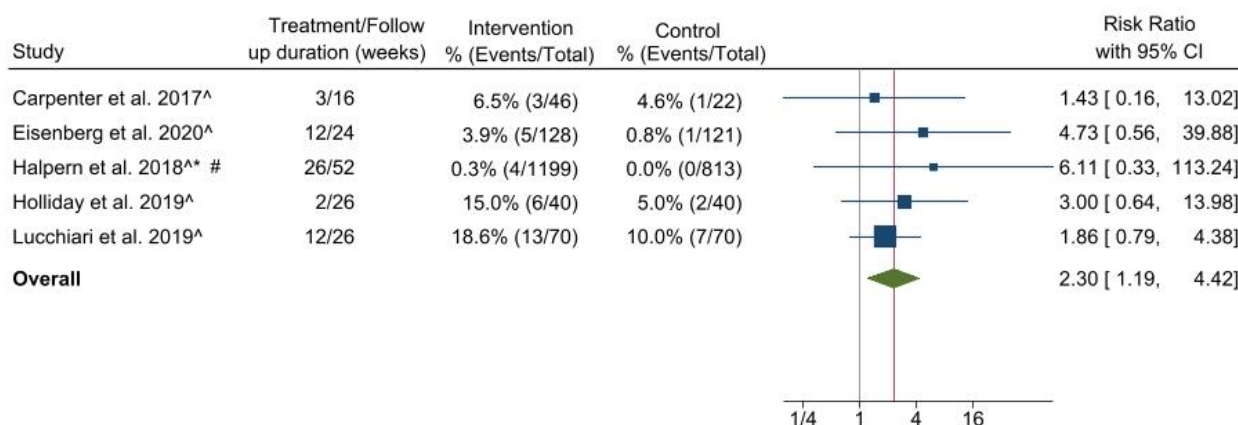 Study Treatment/Follow up duration (weeks) Intervention % (Events/Total) Control % (Events/Total) Risk Ratio with 95% CI
Carpenter et al. 2017^ 3/16 6.5% (3/46) 4.6% (1/22) 1.43 [ 0.16, 13.02]
Eisenberg et al. 2020^ 12/24 3.9% (5/128) 0.8% (1/121) 4.73 [ 0.56, 39.88]
Halpern et al. 2018^* # 26/52 0.3% (4/1199) 0.0% (0/813) 6.11 [ 0.33, 113.24]
Holliday et al. 2019^ 2/26 15.0% (6/40) 5.0% (2/40) 3.00 [ 0.64, 13.98]
Lucchiari et al. 2019^ 12/26 18.6% (13/70) 10.0% (7/70) 1.86 [ 0.79, 4.38]
Overall 2.30 [ 1.19, 4.42]
1/4 1 4 16